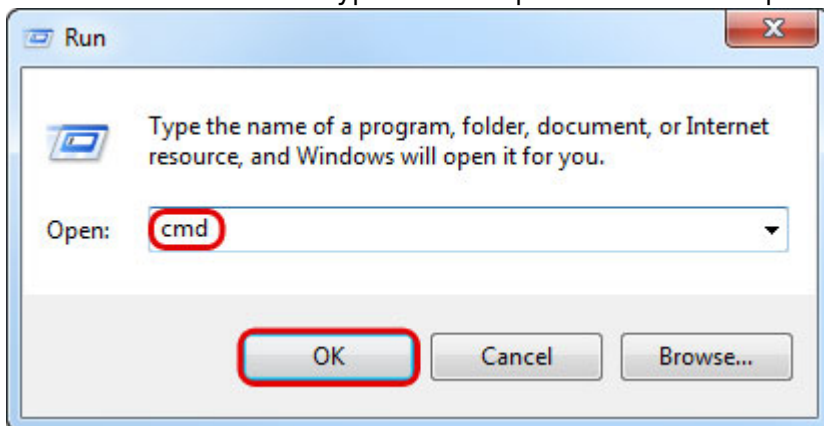 Run
Type the name of a program, folder, document, or Internet
resource, and Windows will open it for you.
Open: cmd
OK Cancel Browse...